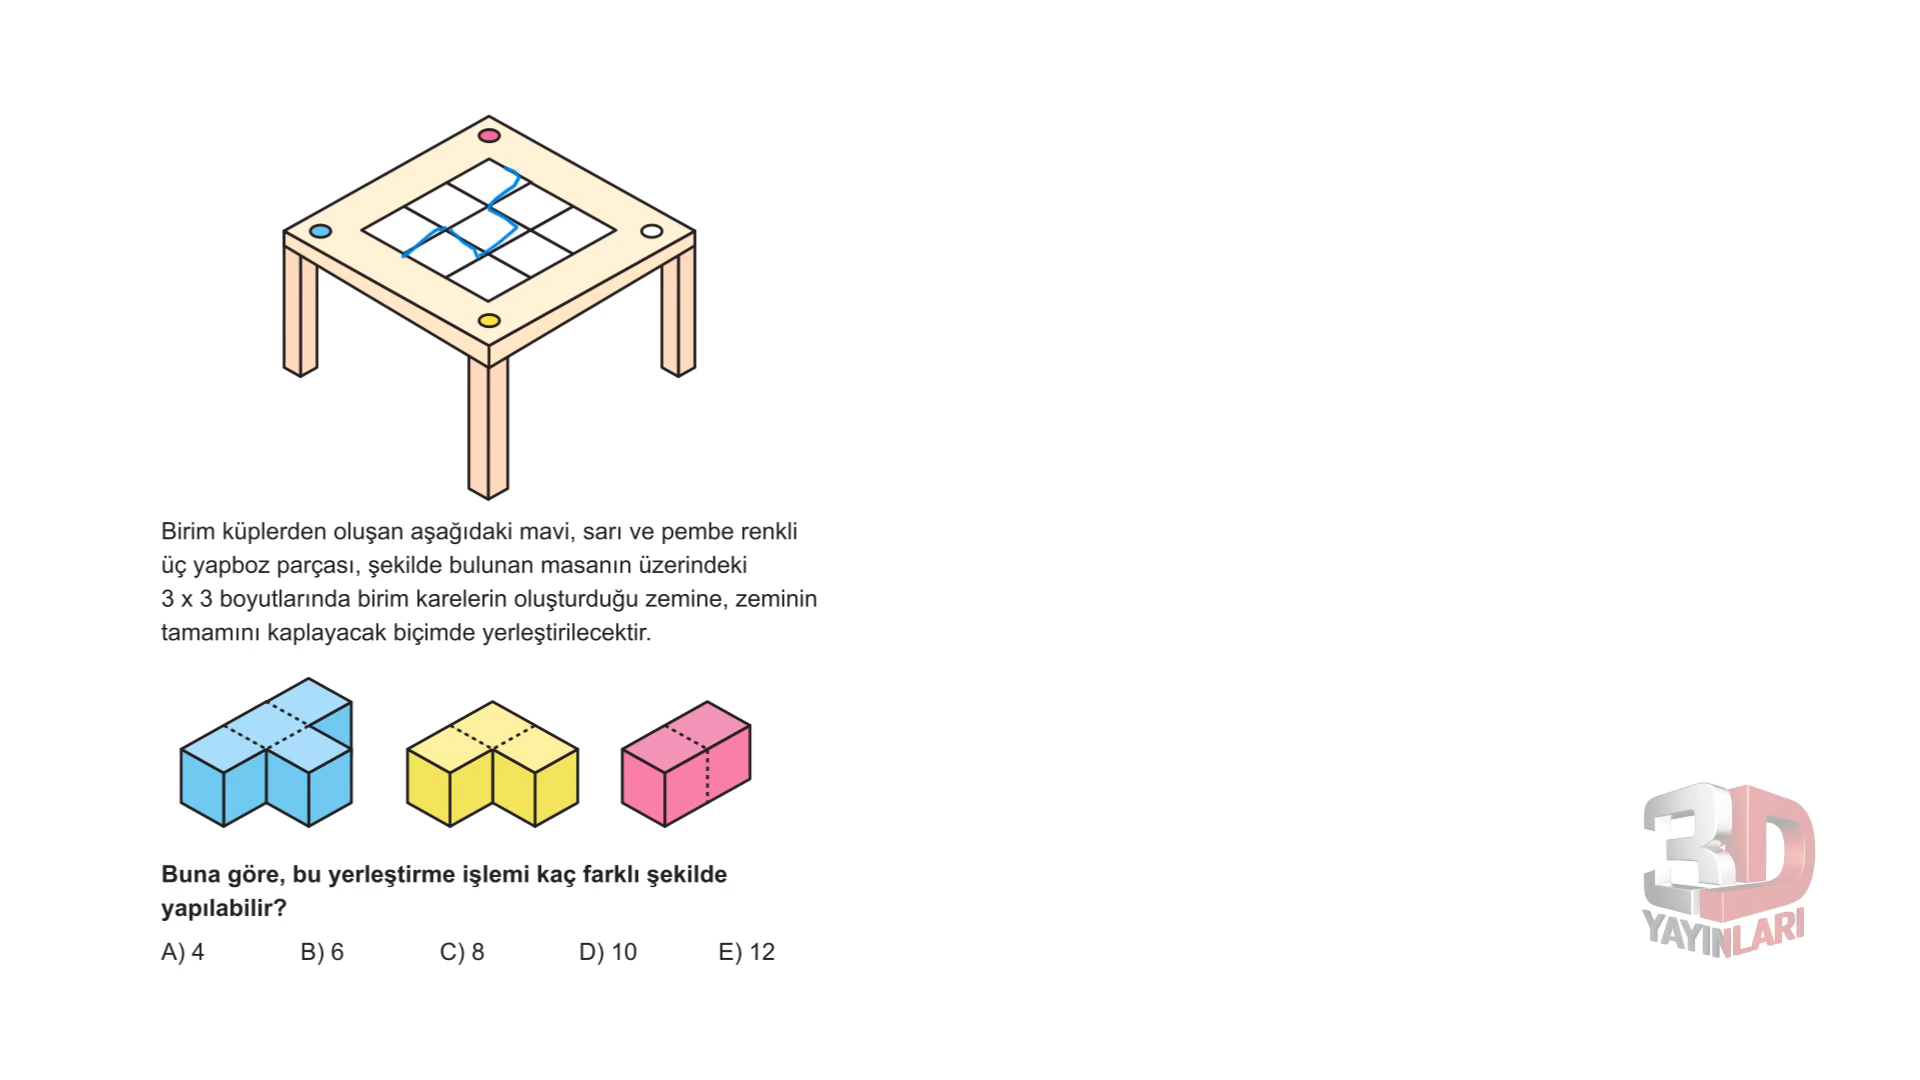 Birim küplerden oluşan aşağıdaki mavi, sarı ve pembe renkli
üç yapboz parçası, şekilde bulunan masanın üzerindeki
3 x 3 boyutlarında birim karelerin oluşturduğu zemine, zeminin
tamamını kaplayacak biçimde yerleştirilecektir.
Buna göre, bu yerleştirme işlemi kaç farklı şekilde
yapılabilir?
A) 4 B) 6 C) 8 D) 10 E) 12
3D
YAYINLARI